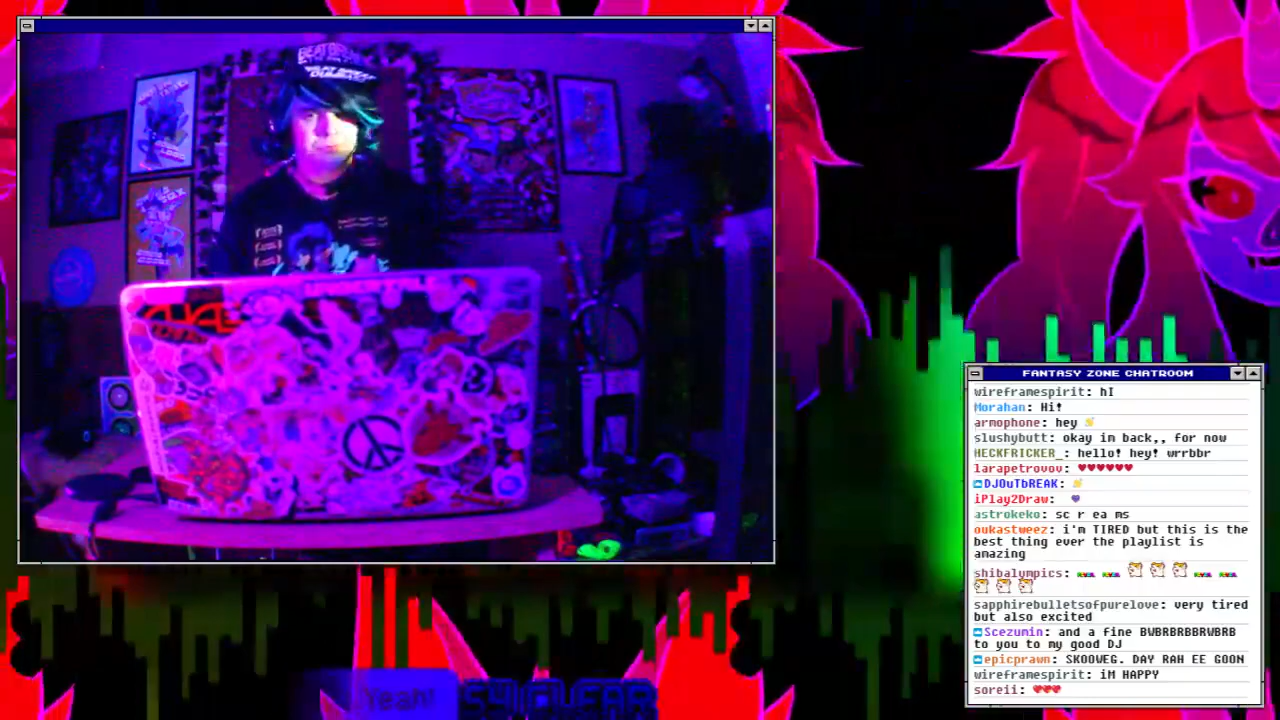 FANTASY ZONE CHATROOM
wireframespirit: hI
Morahan: Hi!
armophone: hey
slushybutt: okay im back,, for now
HECKFRICKER_: hello! hey! wrrbbr
larapetrovov:
DJOuTbREAK:
iPlay2Draw:
astrokeko: sc r ea ms
oukastweez: i'm TIRED but this is the
best thing ever the playlist is
amazing
shibalympics:
sapphirebulletsofpurelove: very tired
but also excited
Scezumin: and a fine BWBRBRBBRWBRB
to you to my good DJ
epicprawn: SKOOWEG. DAY RAH EE GOON
wireframespirit: iM HAPPY
soreii:
Yeah!